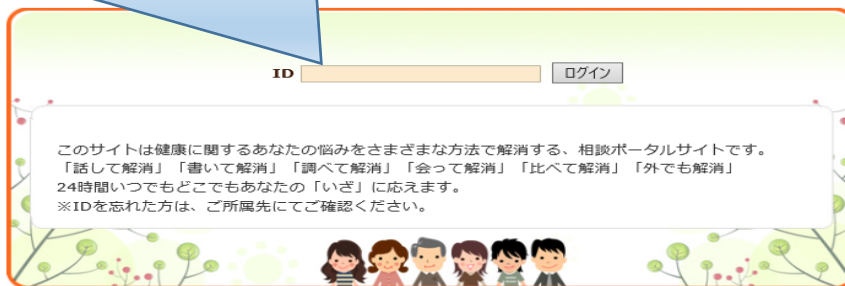 ID ログイン
このサイトは健康に関するあなたの悩みをさまざまな方法で解消する、相談ポータルサイトです。
「話して解消」「書いて解消」「調べて解消」「会って解消」「比べて解消」「外でも解消」
24時間いつでもどこでもあなたの「いざ」に応えます。
※IDを忘れた方は、ご所属先にてご確認ください。